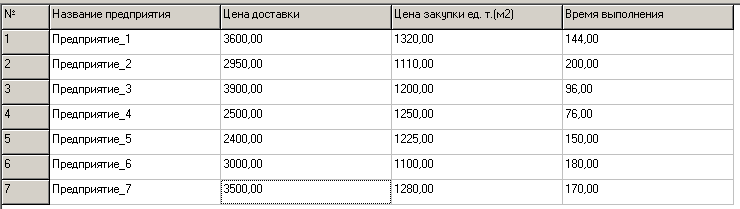 № Название предприятия Цена доставки Цена закупки ед. т.(м2) Время выполнения
1 Предприятие_1 3600,00 1320,00 144,00
2 Предприятие_2 2950,00 1110,00 200,00
3 Предприятие_3 3900,00 1200,00 96,00
4 Предприятие_4 2500,00 1250,00 76,00
5 Предприятие_5 2400,00 1225,00 150,00
6 Предприятие_6 3000,00 1100,00 180,00
7 Предприятие_7 3500,00 1280,00 170,00